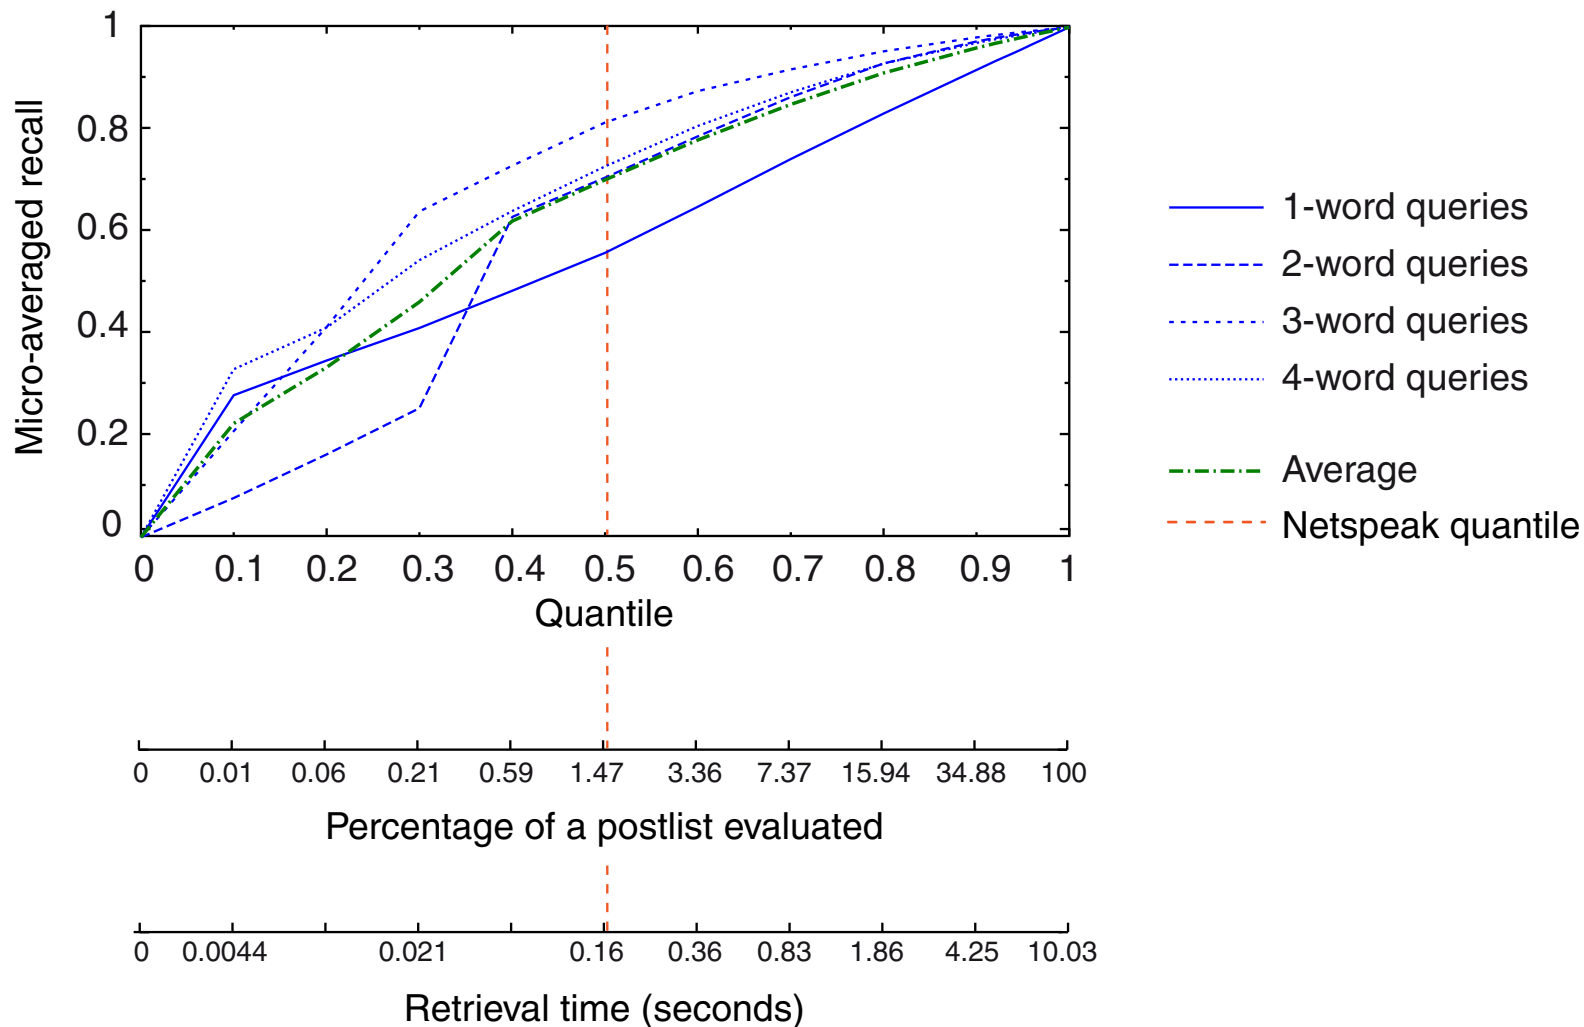 Micro-averaged recall
1
0.8
0.6
0.4
0.2
0
0 0.1 0.2 0.3 0.4 0.5 0.6 0.7 0.8 0.9 1
Quantile
1-word queries
2-word queries
3-word queries
4-word queries
Average
Netspeak quantile
0 0.01 0.06 0.21 0.59 1.47 3.36 7.37 15.94 34.88 100
Percentage of a postlist evaluated
0 0.0044 0.021 0.16 0.36 0.83 1.86 4.25 10.03
Retrieval time (seconds)